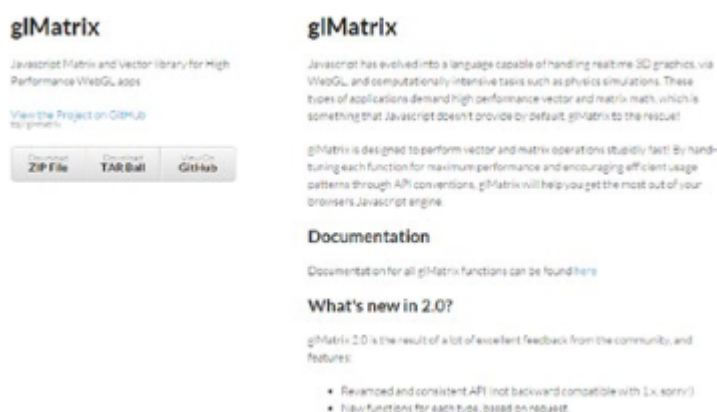 glMatrix
Javascript Matrix and Vector library for High
Performance WebGL apps
View the Project on GitHub
Download
ZIP File
Download
TAR Ball
View On
GitHub
glMatrix
Javascript has evolved into a language capable of handling realtime 3D graphics, via
WebGL, and computationally intensive tasks such as physics simulations. These
types of applications demand high performance vector and matrix math, which is
something that Javascript doesn't provide by default. glMatrix to the rescue!
glMatrix is designed to perform vector and matrix operations stupidly fast! By hand-
tuning each function for maximum performance and encouraging efficient usage
patterns through API conventions, glMatrix will help you get the most out of your
browsers Javascript engine.
Documentation
Documentation for all glMatrix functions can be found here
What's new in 2.0?
glMatrix 2.0 is the result of a lot of excellent feedback from the community, and
features:
• Revamped and consistent API (not backward compatible with 1.x, sorry!)
• New functions for each type, based on request